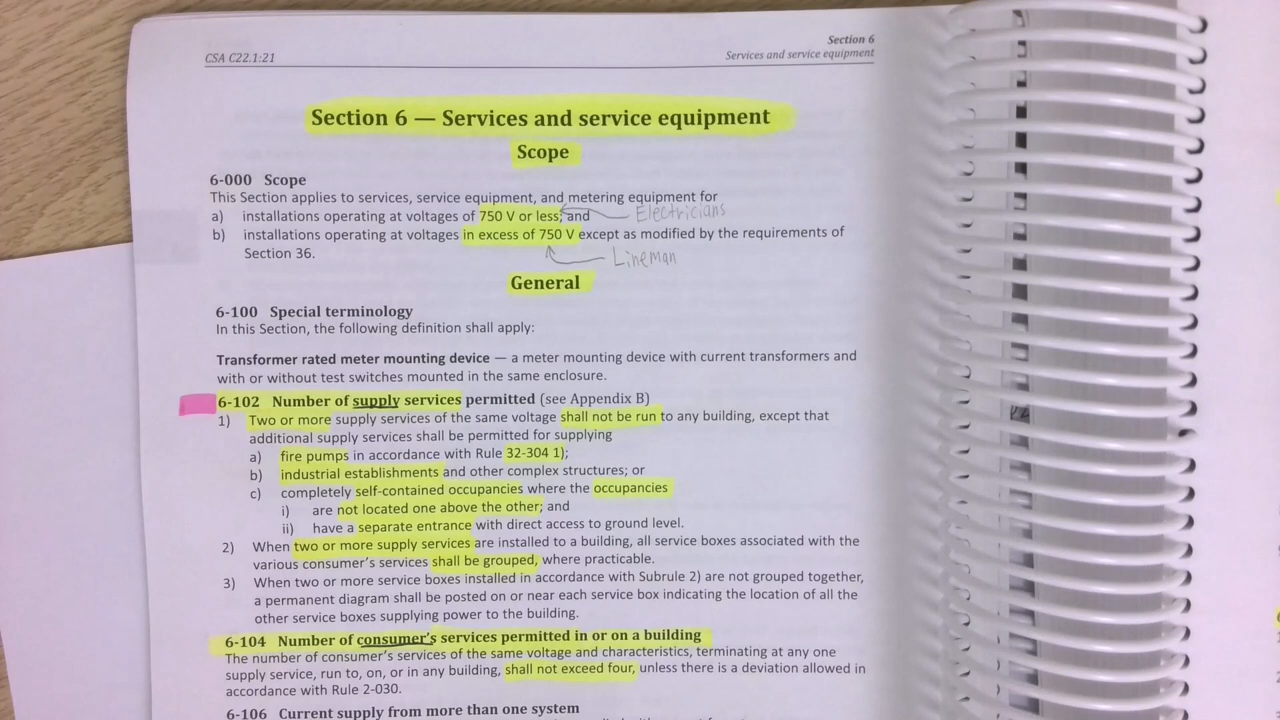 CSA C22.1:21
Section 6
Services and service equipment
Section 6 — Services and service equipment
Scope
6-000 Scope
This Section applies to services, service equipment, and metering equipment for
a) installations operating at voltages of 750 V or less; and
Electricians
b) installations operating at voltages in excess of 750 V except as modified by the requirements of
Section 36.
Lineman
General
6-100 Special terminology
In this Section, the following definition shall apply:
Transformer rated meter mounting device — a meter mounting device with current transformers and
with or without test switches mounted in the same enclosure.
6-102 Number of supply services permitted (see Appendix B)
1) Two or more supply services of the same voltage shall not be run to any building, except that
additional supply services shall be permitted for supplying
a) fire pumps in accordance with Rule 32-304 1);
b) industrial establishments and other complex structures; or
c) completely self-contained occupancies where the occupancies
i) are not located one above the other; and
ii) have a separate entrance with direct access to ground level.
2) When two or more supply services are installed to a building, all service boxes associated with the
various consumer's services shall be grouped, where practicable.
3) When two or more service boxes installed in accordance with Subrule 2) are not grouped together,
a permanent diagram shall be posted on or near each service box indicating the location of all the
other service boxes supplying power to the building.
6-104 Number of consumer's services permitted in or on a building
The number of consumer's services of the same voltage and characteristics, terminating at any one
supply service, run to, on, or in any building, shall not exceed four, unless there is a deviation allowed in
accordance with Rule 2-030.
6-106 Current supply from more than one system